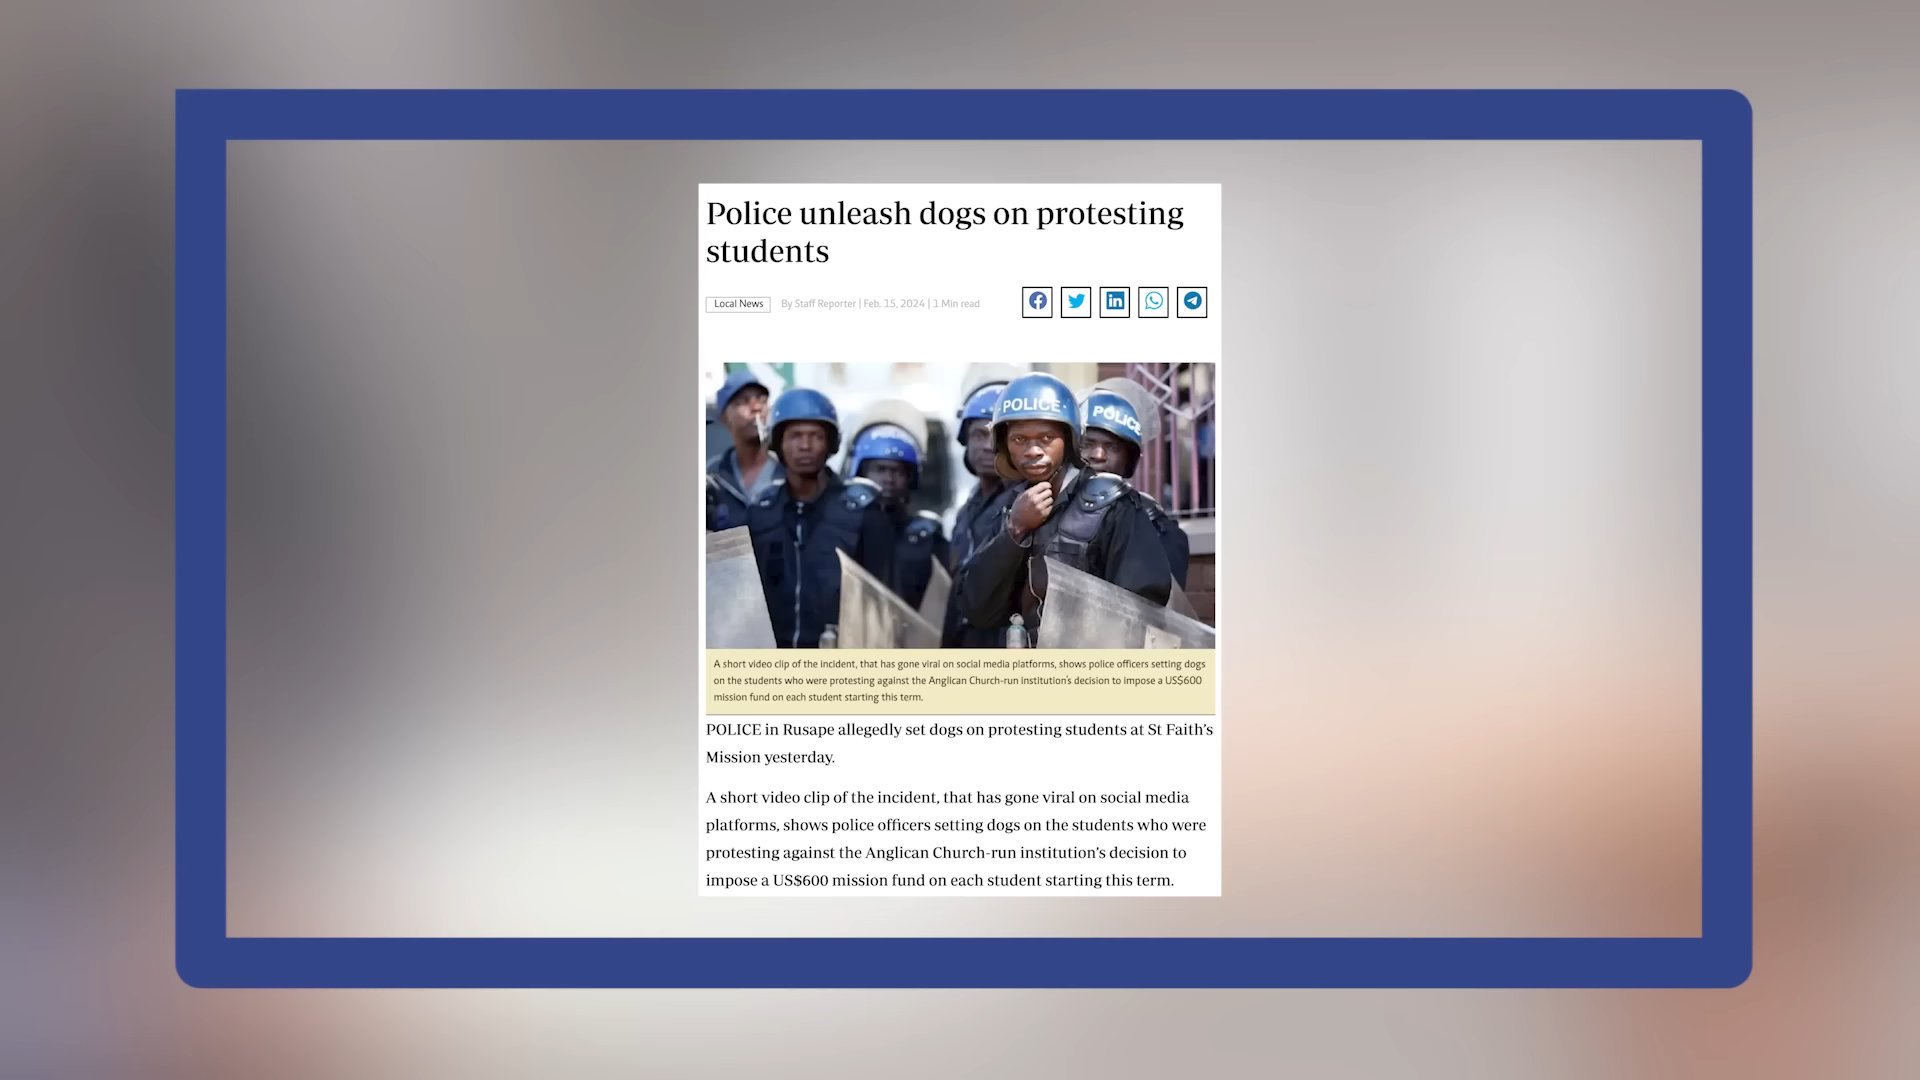 Police unleash dogs on protesting
students
Local News By Staff Reporter | Feb. 15, 2024 | 1 Min read
POLICE
POLICE
A short video clip of the incident, that has gone viral on social media platforms, shows police officers setting dogs
on the students who were protesting against the Anglican Church-run institution's decision to impose a US$600
mission fund on each student starting this term.
POLICE in Rusape allegedly set dogs on protesting students at St Faith's
Mission yesterday.
A short video clip of the incident, that has gone viral on social media
platforms, shows police officers setting dogs on the students who were
protesting against the Anglican Church-run institution's decision to
impose a US$600 mission fund on each student starting this term.